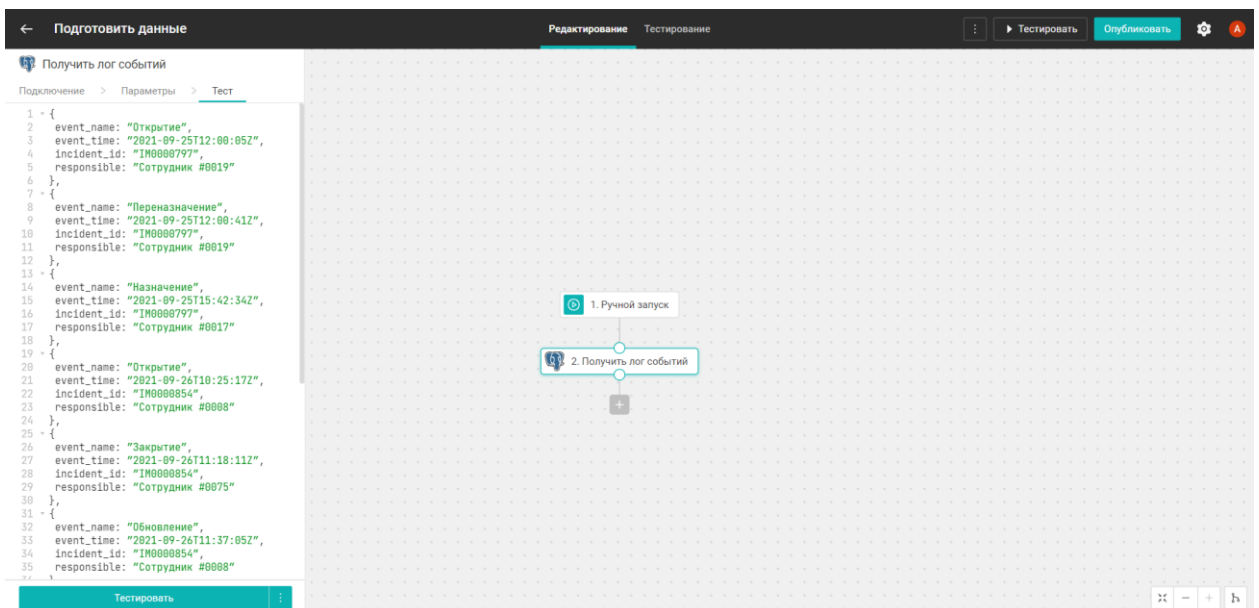 Подготовить данные
Редактирование Тестирование
Тестировать Опубликовать А
Получить лог событий
Подключение > Параметры > Тест
1 {
2 event_name: "Открытие",
3 event_time: "2021-09-25T12:00:05Z",
4 incident_id: "IM0000797",
5 responsible: "Сотрудник #0019"
6 },
7 {
8 event_name: "Переназначение",
9 event_time: "2021-09-25T12:00:41Z",
10 incident_id: "IM0000797",
11 responsible: "Сотрудник #0019"
12 },
13 {
14 event_name: "Назначение",
15 event_time: "2021-09-25T15:42:34Z",
16 incident_id: "IM0000797",
17 responsible: "Сотрудник #0017"
18 },
19 {
20 event_name: "Открытие",
21 event_time: "2021-09-26T10:25:17Z",
22 incident_id: "IM0000854",
23 responsible: "Сотрудник #0008"
24 },
25 {
26 event_name: "Закрытие",
27 event_time: "2021-09-26T11:18:11Z",
28 incident_id: "IM0000854",
29 responsible: "Сотрудник #0075"
30 },
31 {
32 event_name: "Обновление",
33 event_time: "2021-09-26T11:37:05Z",
34 incident_id: "IM0000854",
35 responsible: "Сотрудник #0008"
Тестировать
1. Ручной запуск
2. Получить лог событий